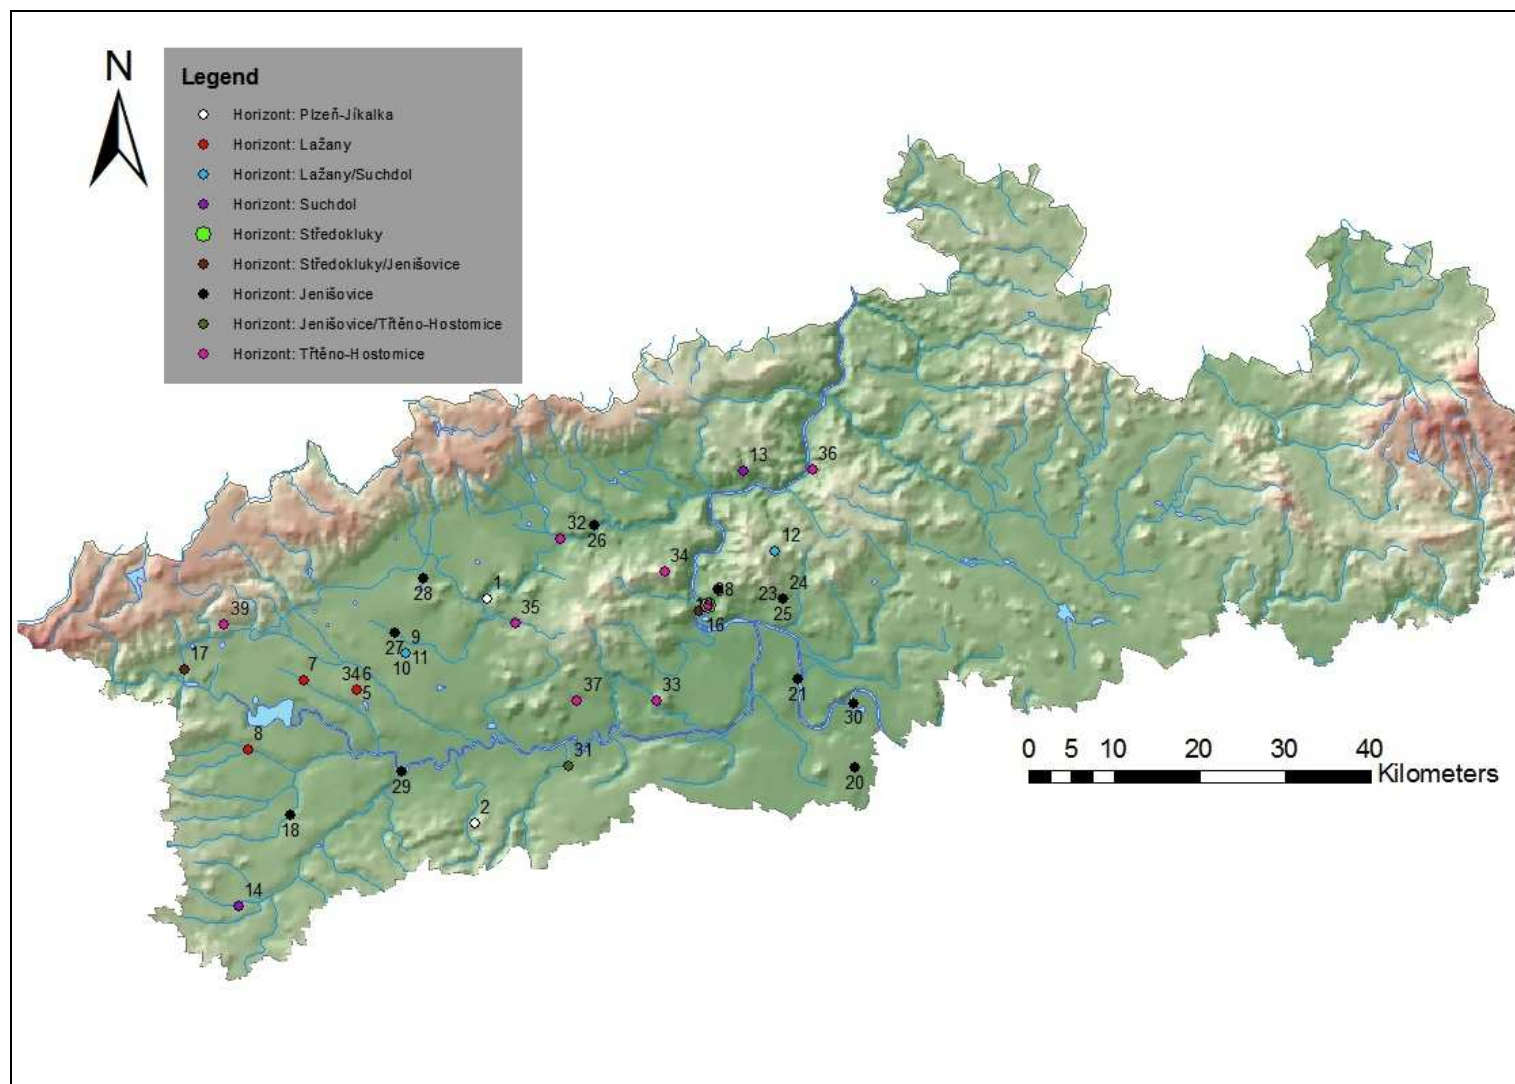 N
Legend
Horizont: Plzeň-Jíkalka
Horizont: Lažany
Horizont: Lažany/Suchdol
Horizont: Suchdol
Horizont: Středokluky
Horizont: Středokluky/Jenišovice
Horizont: Jenišovice
Horizont: Jenišovice/Třtěno-Hostomice
Horizont: Třtěno-Hostomice
13
36
32
26
12
34
28
1
38
23
24
25
39
35
16
27
9
10
11
17
7
346
5
37
33
21
30
8
31
29
20
0 5 10 20 30 40
Kilometers
2
18
14